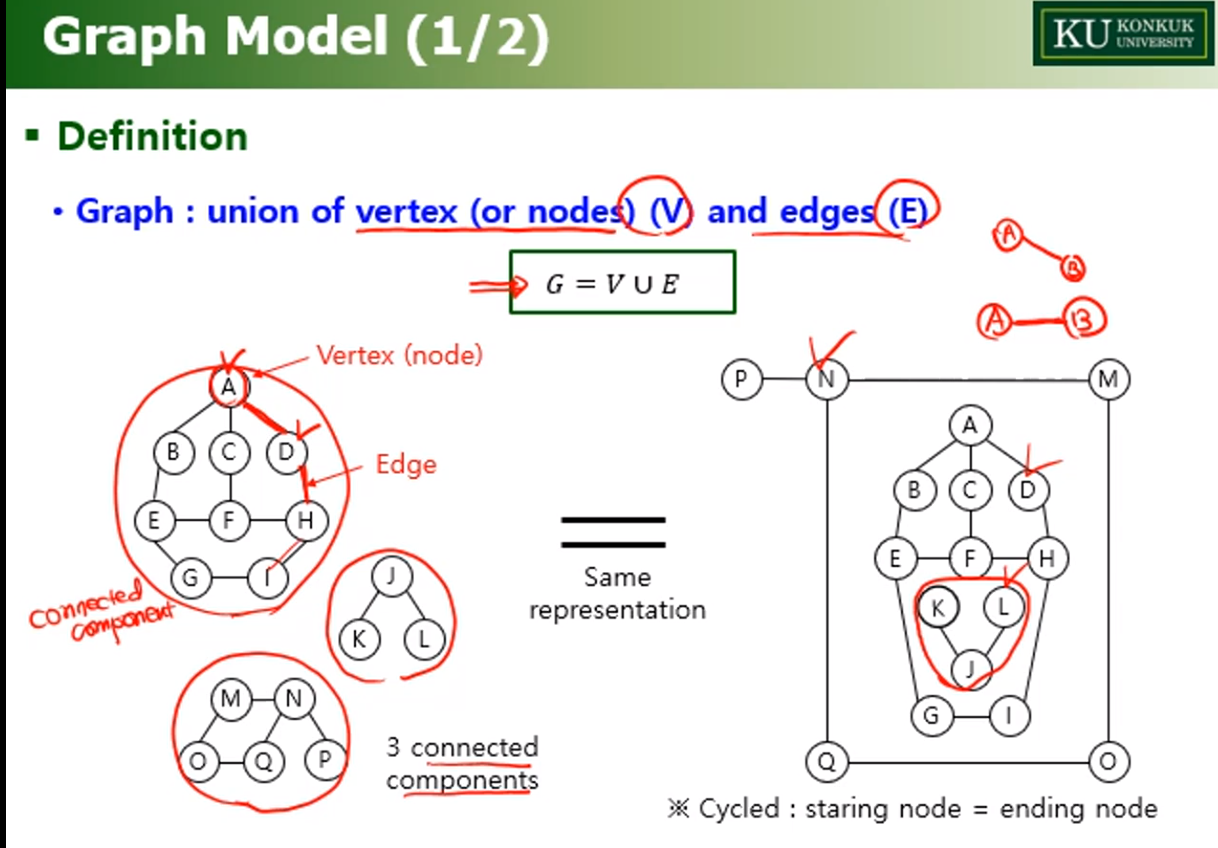 Graph Model (1/2)
KU KONKUK
UNIVERSITY
▪ Definition
• Graph : union of vertex (or nodes) (V) and edges (E)
G = V ∪ E
A
B
A B
Vertex (node)
A
B C D
Edge
E F H
G I
connected
component
J
K L
M N
O Q P
3 connected
components
Same
representation
P N M
A
B C D
E F H
K L
J
G I
Q O
※ Cycled : staring node = ending node